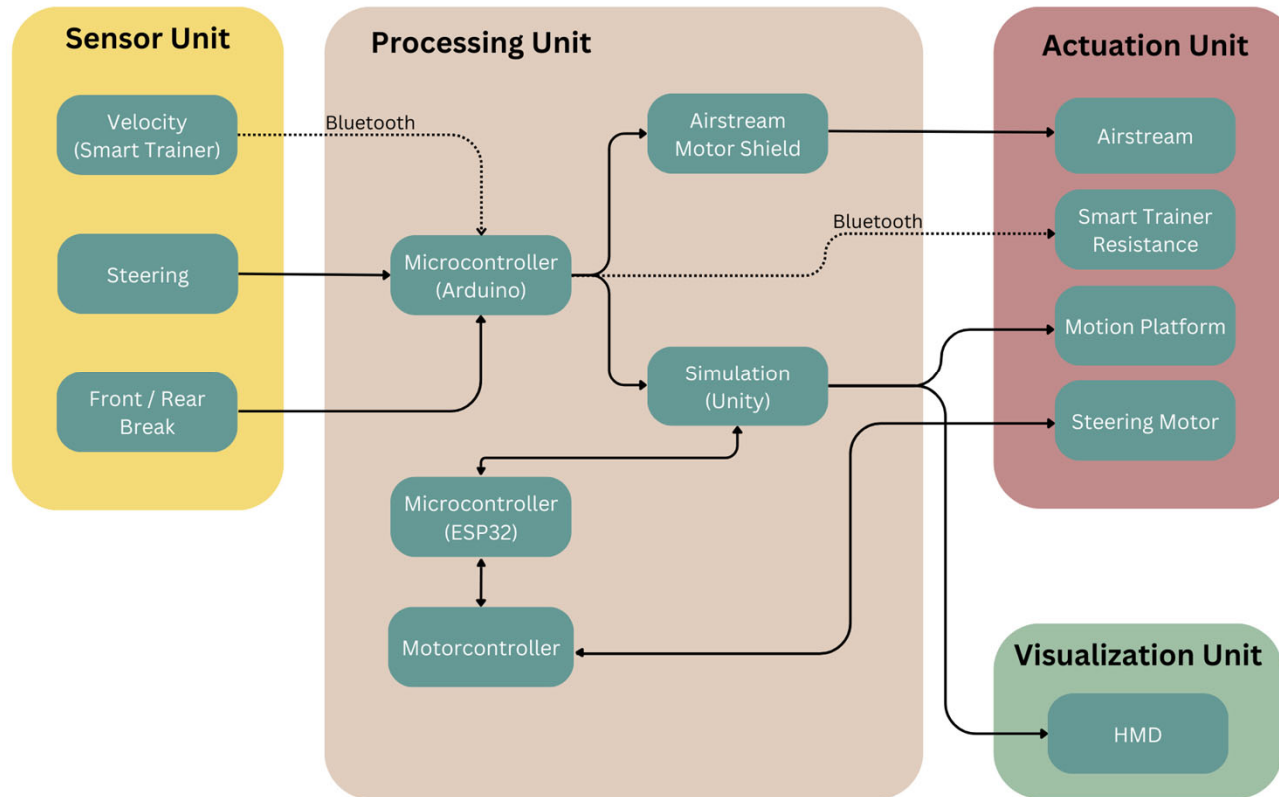 Sensor Unit
Velocity
(Smart Trainer)
Steering
Front / Rear
Break
Processing Unit
Bluetooth
Microcontroller
(Arduino)
Airstream
Motor Shield
Bluetooth
Simulation
(Unity)
Microcontroller
(ESP32)
Motorcontroller
Actuation Unit
Airstream
Smart Trainer
Resistance
Motion Platform
Steering Motor
Visualization Unit
HMD